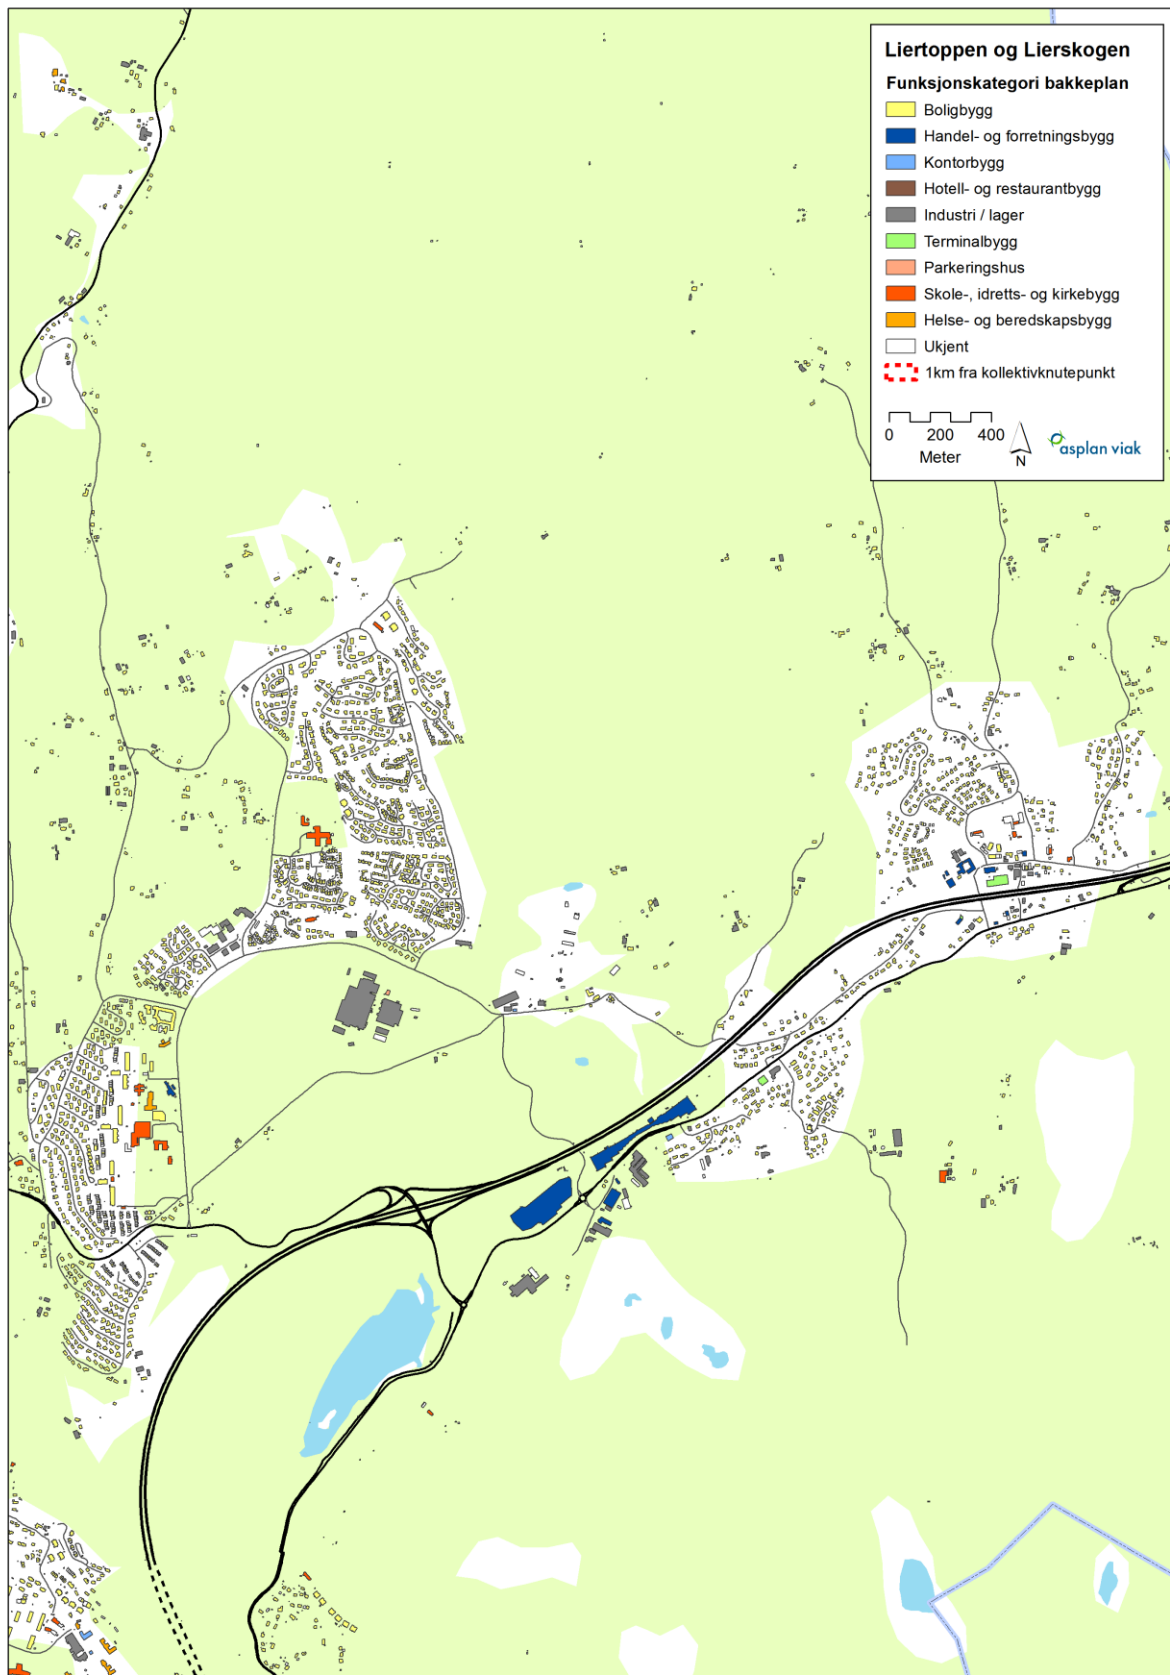 Liertoppen og Lierskogen
Funksjonskategori bakkeplan
Boligbygg
Handel- og forretningsbygg
Kontorbygg
Hotell- og restaurantbygg
Industri / lager
Terminalbygg
Parkeringshus
Skole-, idretts- og kirkebygg
Helse- og beredskapsbygg
Ukjent
1km fra kollektivknutepunkt
0 200 400
Meter
N
asplan viak